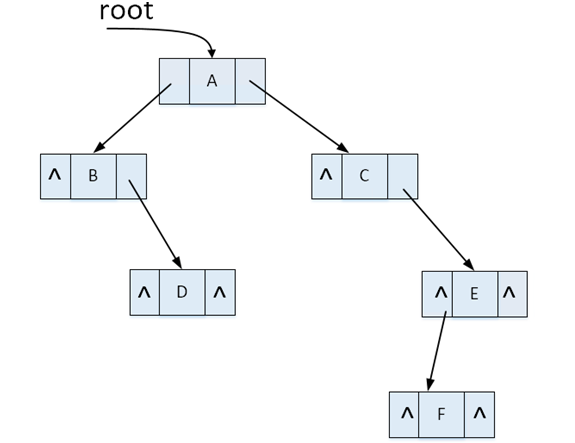 root
A
^ B
^ C
^ D ^
^ E ^
^ F ^